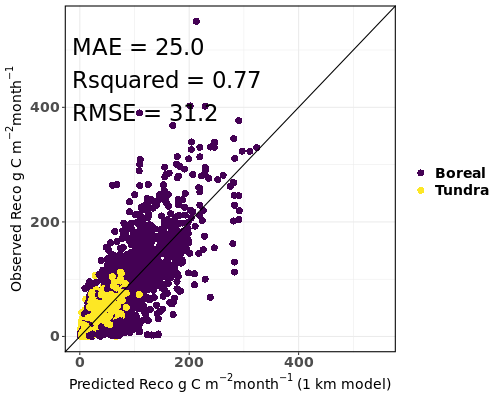 MAE = 25.0
Rsquared = 0.77
RMSE = 31.2
Observed Reco g C m⁻²month⁻¹
400
200
0
0 200 400
Predicted Reco g C m⁻²month⁻¹ (1 km model)
Boreal
Tundra